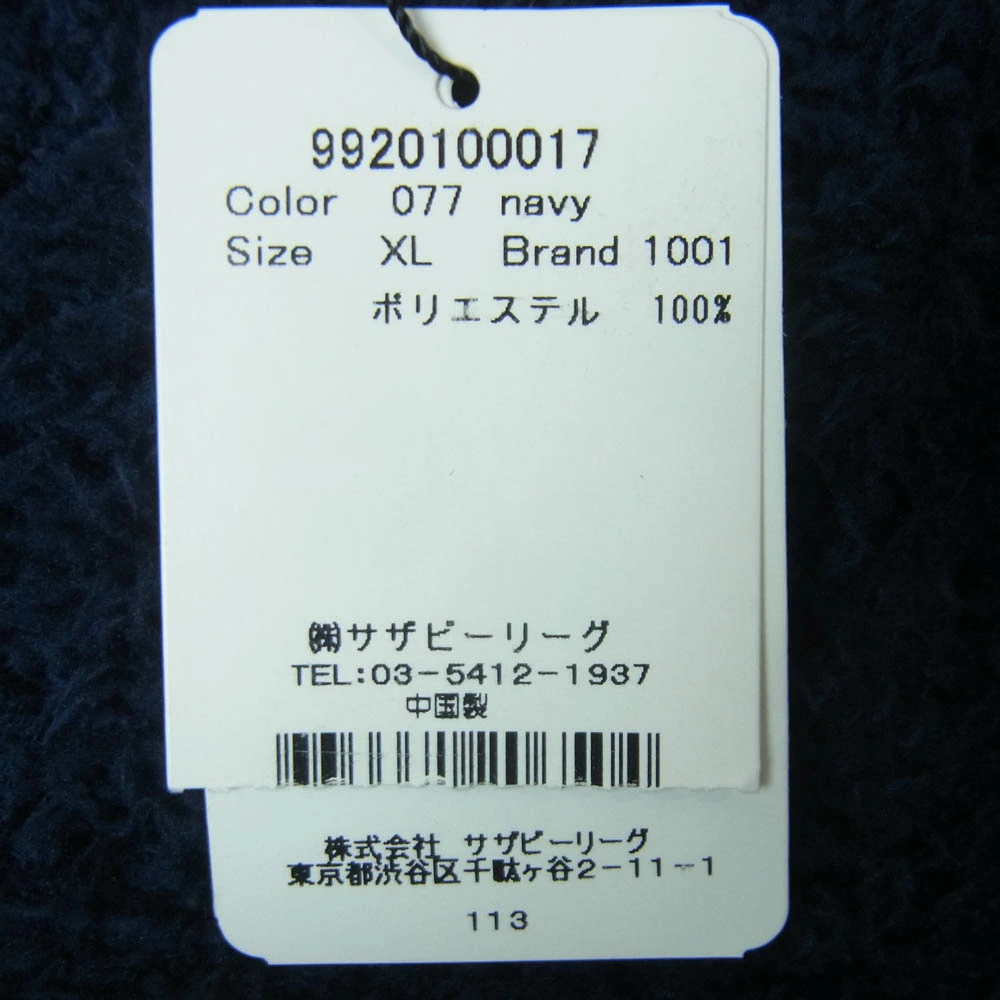 9920100017
Color 077 navy
Size XL Brand 1001
ポリエステル 100%
㈱サザビーリーグ
TEL:03-5412-1937
中国製
株式会社 サザビーリーグ
東京都渋谷区千駄ヶ谷2-11-1
113